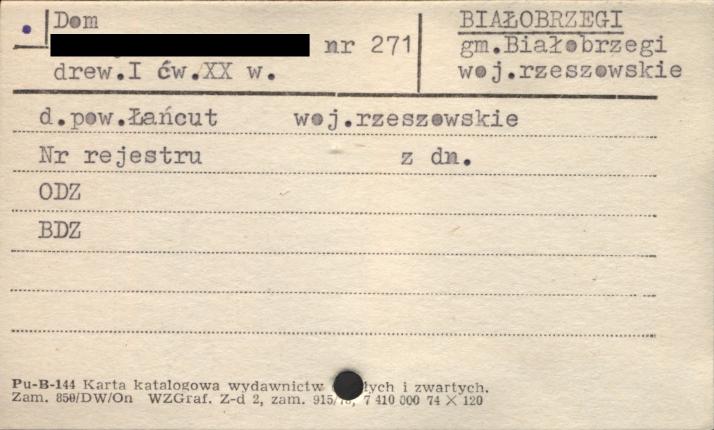 Dom
nr 271
drew.I ćw.XX w.
BIAŁOBRZEGI
gm.Białobrzegi
woj.rzeszowskie
d.pow.Łańcut woj.rzeszowskie
Nr rejestru z dn.
ODZ
BDZ
Pu-B-144 Karta katalogowa wydawnictw i zwartych.
Zam. 850/DW/On WZGraf. Z-d 2, zam. 7 410 000 74 × 120